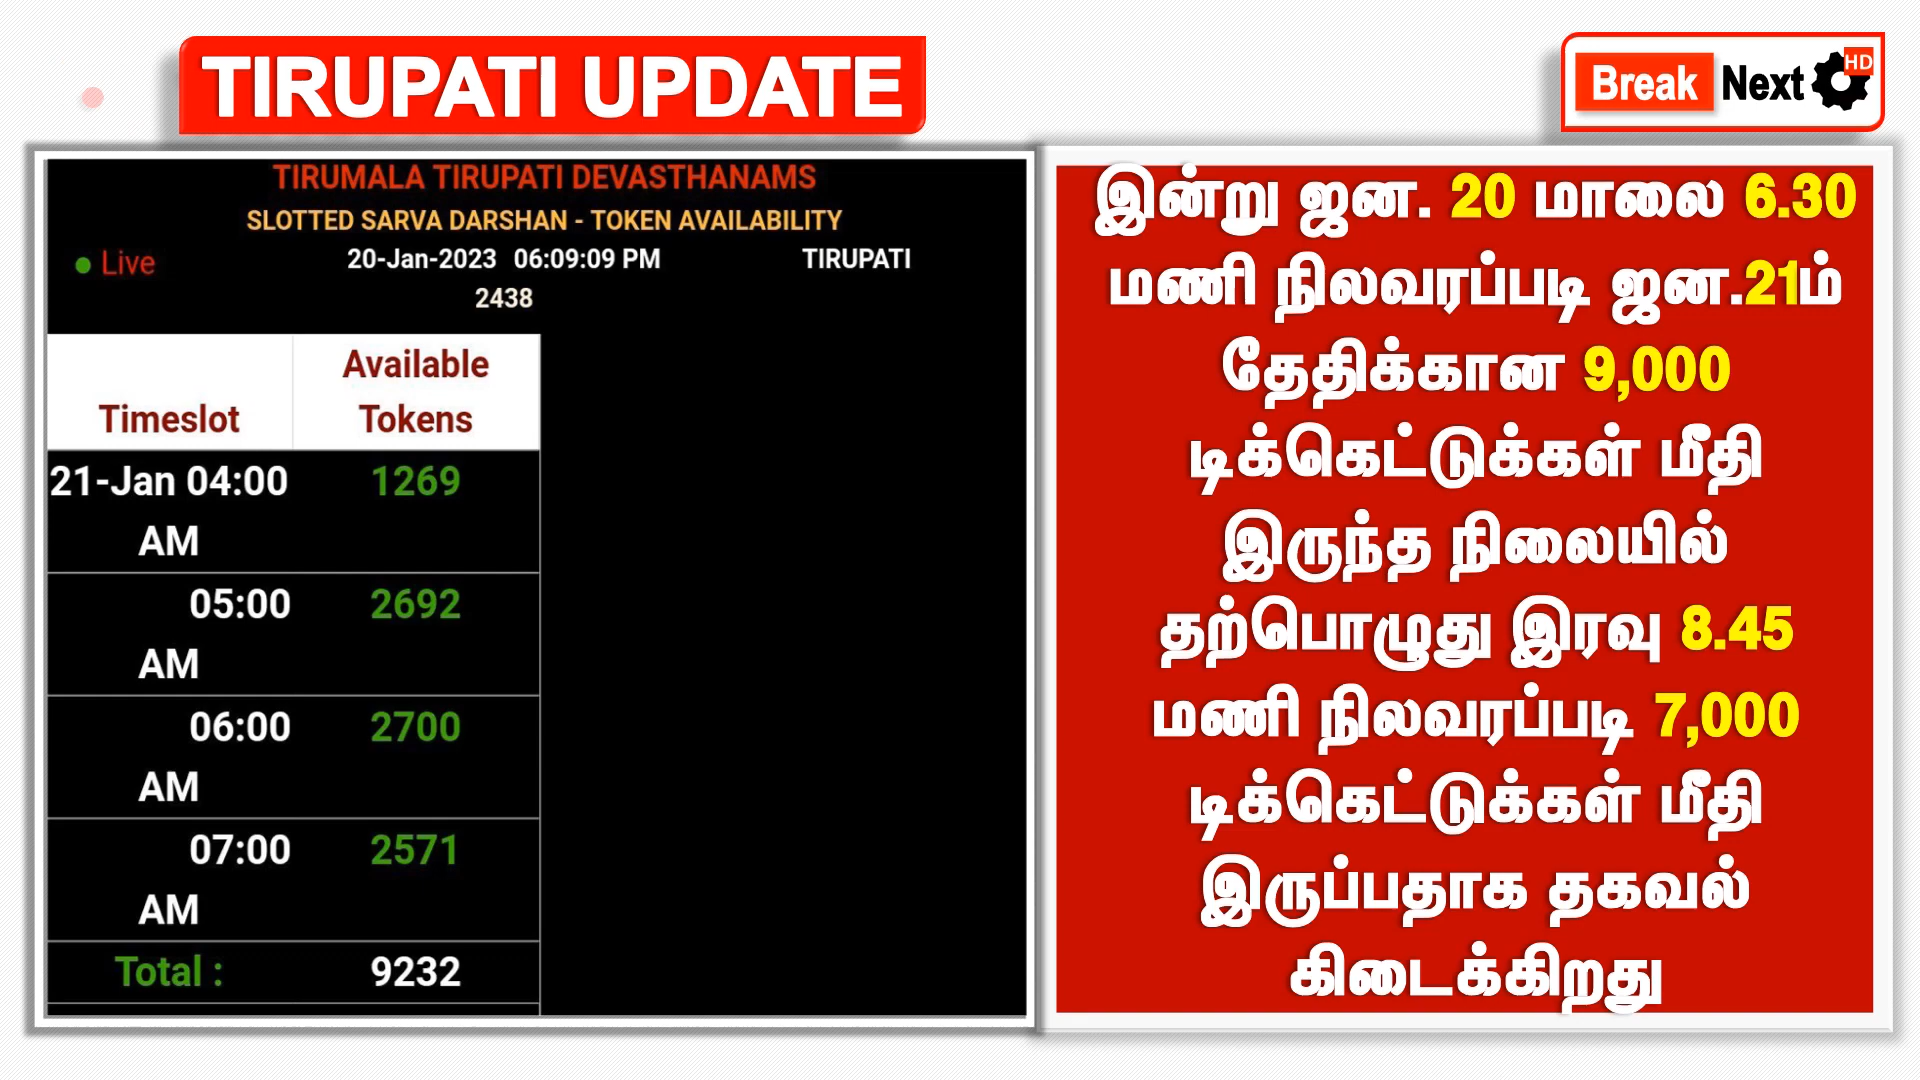 TIRUPATI UPDATE
Break Next HD
TIRUMALA TIRUPATI DEVASTHANAMS
SLOTTED SARVA DARSHAN - TOKEN AVAILABILITY
Live 20-Jan-2023 06:09:09 PM TIRUPATI
2438
Available
Timeslot Tokens
21-Jan 04:00 1269
AM
05:00 2692
AM
06:00 2700
AM
07:00 2571
AM
Total : 9232
இன்று ஜன. 20 மாலை 6.30
மணி நிலவரப்படி ஜன.21ம்
தேதிக்கான 9,000
டிக்கெட்டுக்கள் மீதி
இருந்த நிலையில்
தற்பொழுது இரவு 8.45
மணி நிலவரப்படி 7,000
டிக்கெட்டுக்கள் மீதி
இருப்பதாக தகவல்
கிடைக்கிறது